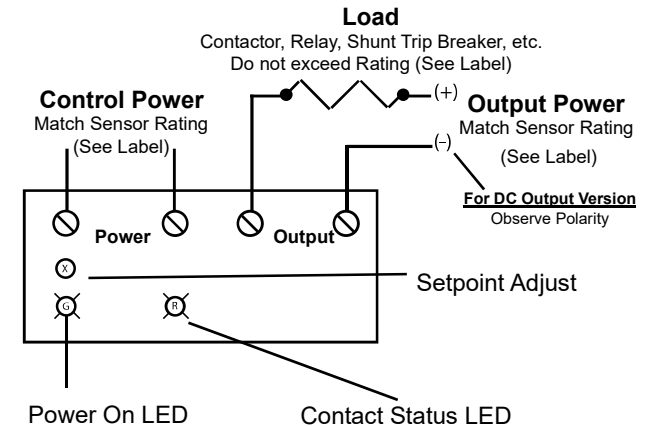 Load
Contactor, Relay, Shunt Trip Breaker, etc.
Do not exceed Rating (See Label)
Control Power
Match Sensor Rating
(See Label)
(+)
Output Power
Match Sensor Rating
(See Label)
(–)
For DC Output Version
Observe Polarity
Power
Output
X
Setpoint Adjust
G
R
Power On LED
Contact Status LED